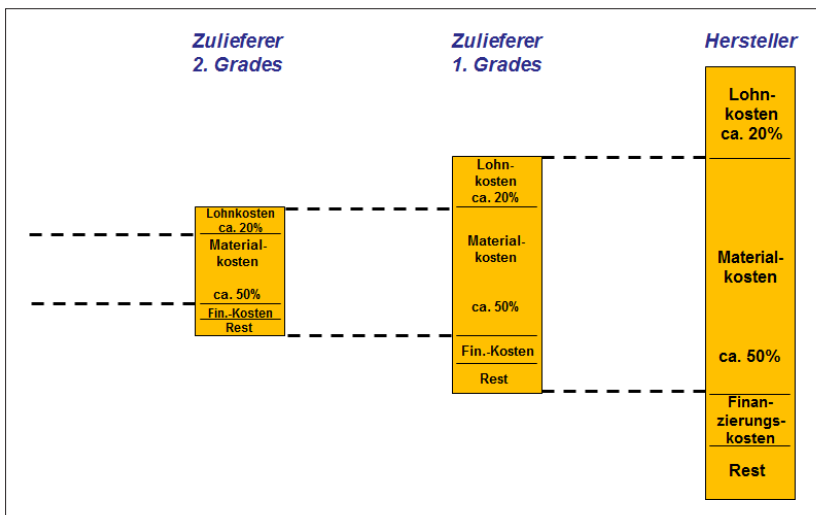 Zulieferer
2. Grades
Zulieferer
1. Grades
Hersteller
Lohnkosten
ca. 20%
Material-
kosten
ca. 50%
Fin.-Kosten
Rest
Lohn-
kosten
ca. 20%
Material-
kosten
ca. 50%
Fin.-Kosten
Rest
Lohn-
kosten
ca. 20%
Material-
kosten
ca. 50%
Finan-
zierungs-
kosten
Rest